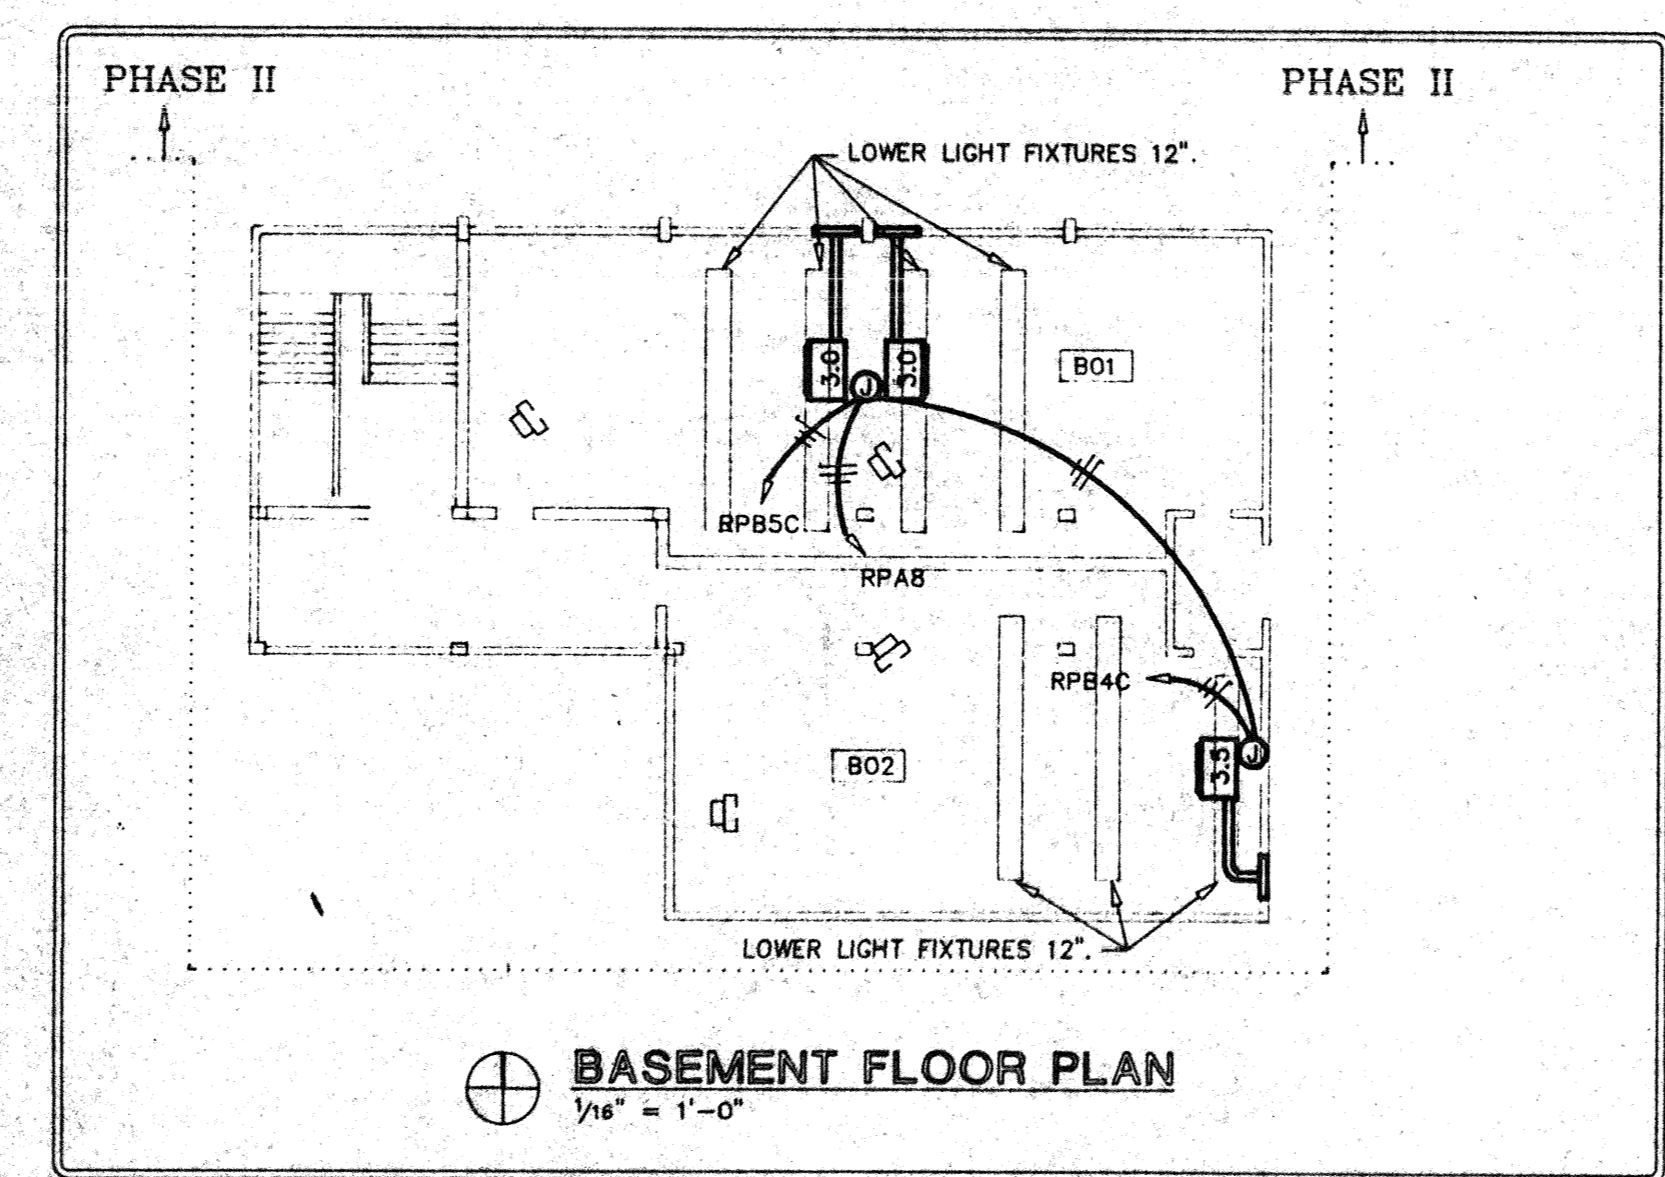 PHASE II
PHASE II
LOWER LIGHT FIXTURES 12".
3.0
3.0
J
B01
RPB5C
RPA8
RPB4C
J
3.5
B02
LOWER LIGHT FIXTURES 12".
BASEMENT FLOOR PLAN
1/16" = 1'-0"